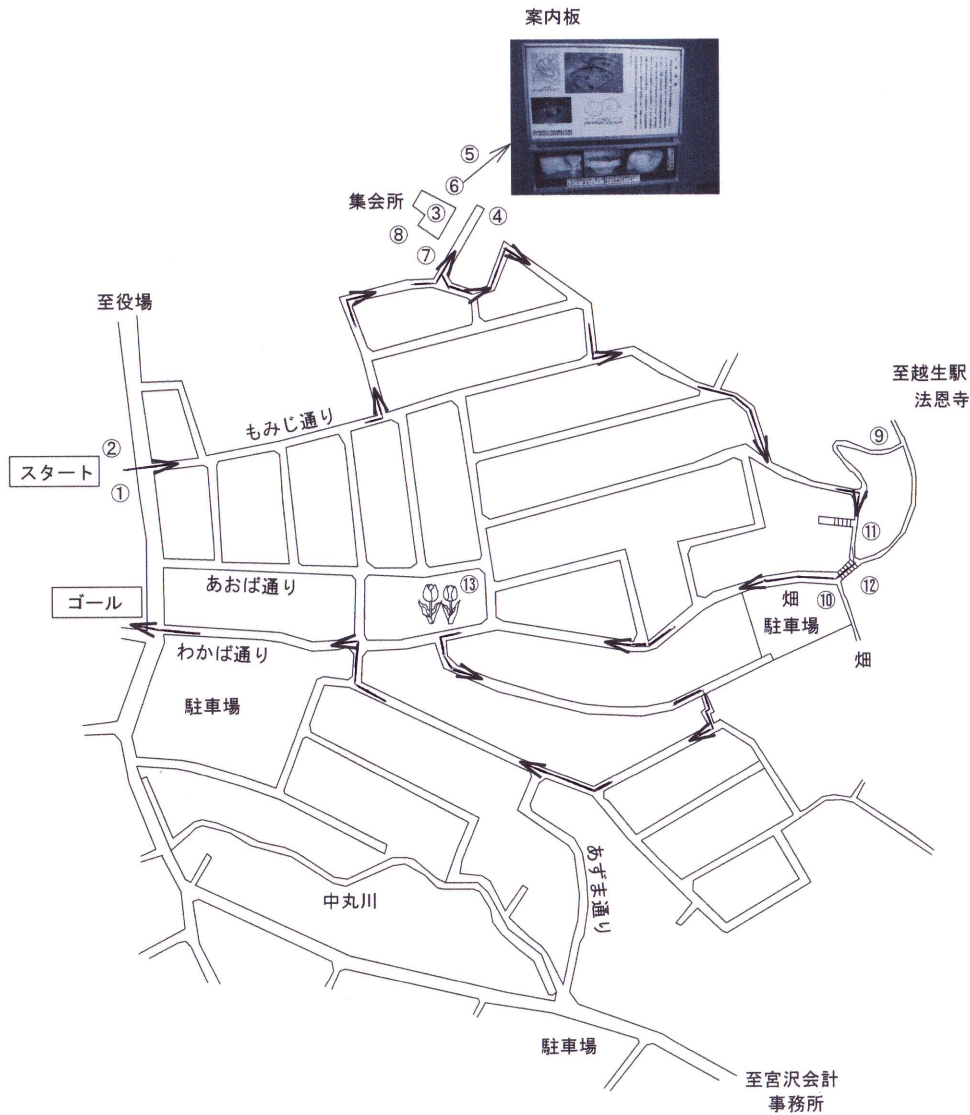 案内板
⑤
⑥
集会所
③
④
⑧
⑦
至役場
至越生駅
法恩寺
もみじ通り
②
スタート
①
⑨
⑪
あおば通り
⑬
ゴール
畑
⑩
⑫
駐車場
わかば通り
畑
駐車場
あずま通り
中丸川
駐車場
至宮沢会計
事務所